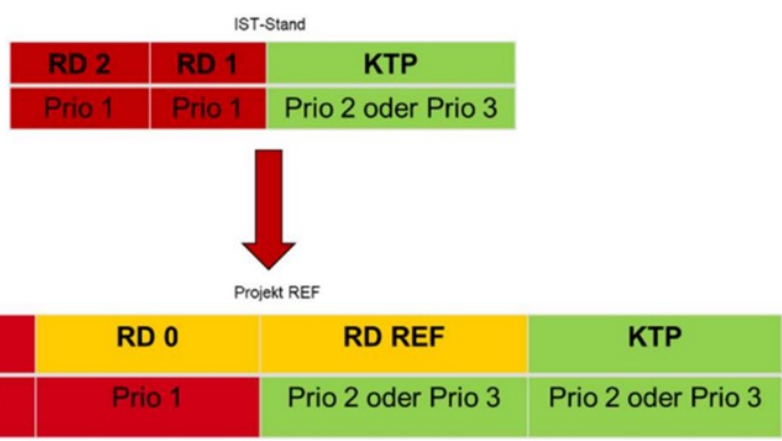 IST-Stand
RD 2 RD 1 KTP
Prio 1 Prio 1 Prio 2 oder Prio 3
Projekt REF
RD 0 RD REF KTP
Prio 1 Prio 2 oder Prio 3 Prio 2 oder Prio 3